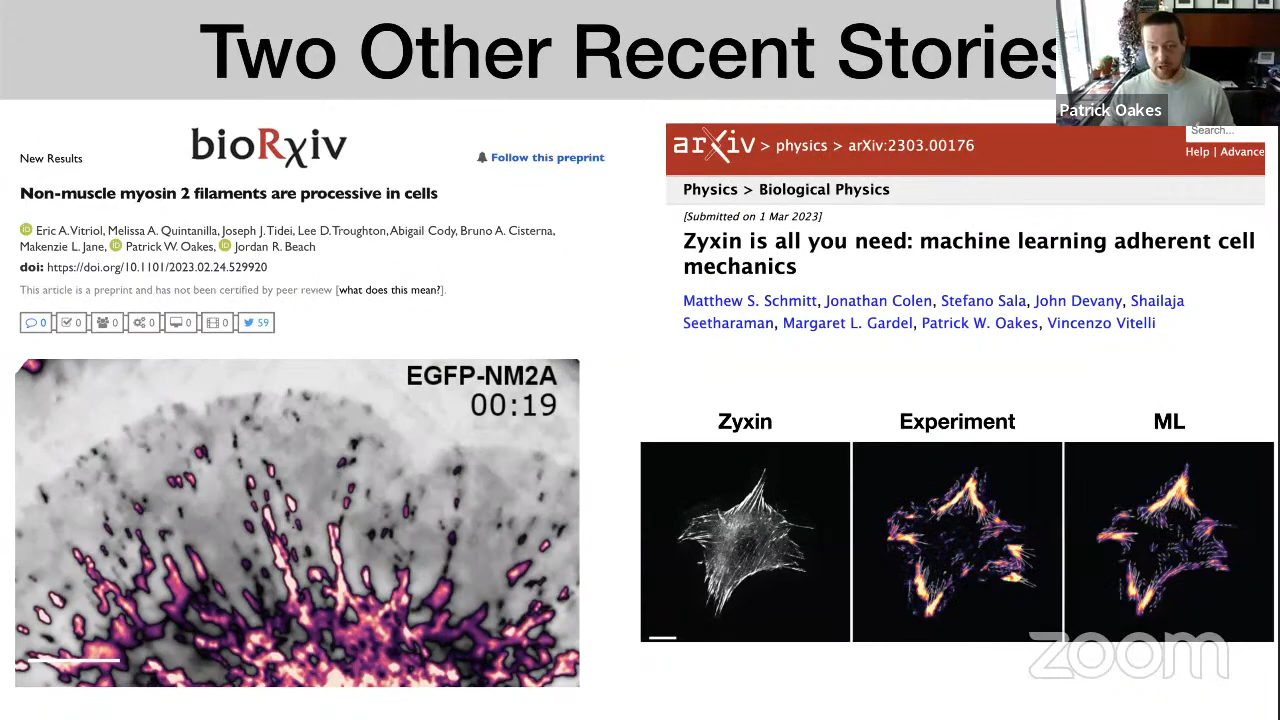 Two Other Recent Stories
Patrick Oakes
New Results
bioRxiv
Follow this preprint
Non-muscle myosin 2 filaments are processive in cells
Eric A. Vitriol, Melissa A. Quintanilla, Joseph J. Tidei, Lee D. Troughton, Abigail Cody, Bruno A. Cisterna,
Makenzie L. Jane, Patrick W. Oakes, Jordan R. Beach
doi: https://doi.org/10.1101/2023.02.24.529920
This article is a preprint and has not been certified by peer review [what does this mean?].
0 0 0 0 0 0 59
EGFP-NM2A
00:19
Search...
arXiv > physics > arXiv:2303.00176
Help | Advance
Physics > Biological Physics
[Submitted on 1 Mar 2023]
Zyxin is all you need: machine learning adherent cell
mechanics
Matthew S. Schmitt, Jonathan Colen, Stefano Sala, John Devany, Shailaja
Seetharaman, Margaret L. Gardel, Patrick W. Oakes, Vincenzo Vitelli
Zyxin
Experiment
ML
zoom